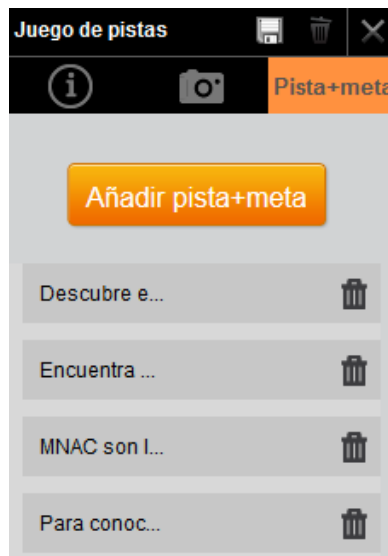 Juego de pistas
Pista+meta
Añadir pista+meta
Descubre e...
Encuentra ...
MNAC son l...
Para conoc...